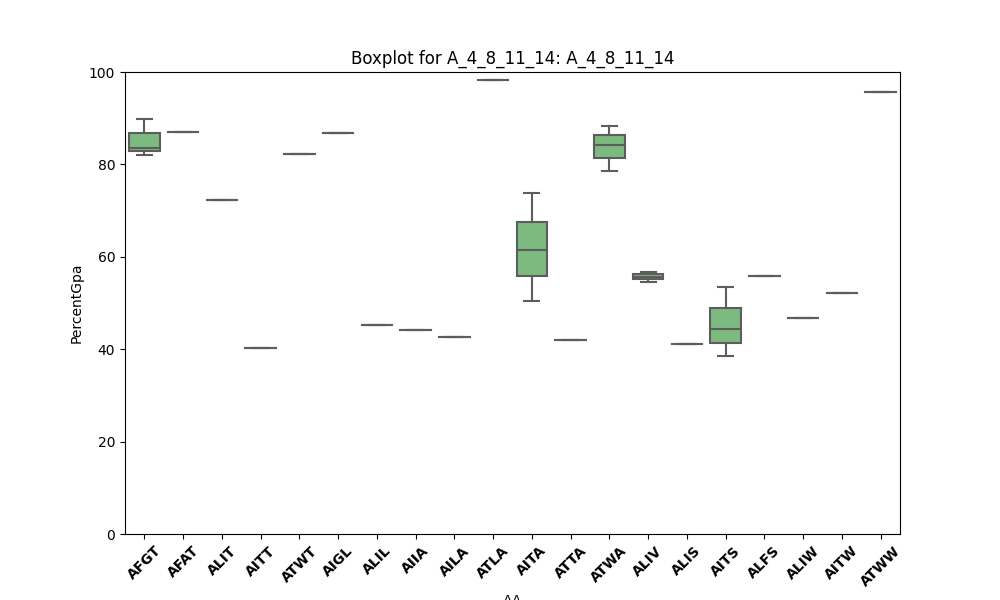 Boxplot for A_4_8_11_14: A_4_8_11_14
PercentGpa
100
80
60
40
20
0
AFGT AFAT ALIT AITT ATWT AIGL ALIL AIIA AILA ATLA AITA ATTA ATWA ALIV ALIS AITS ALFS ALIW AITW ATWW
AA